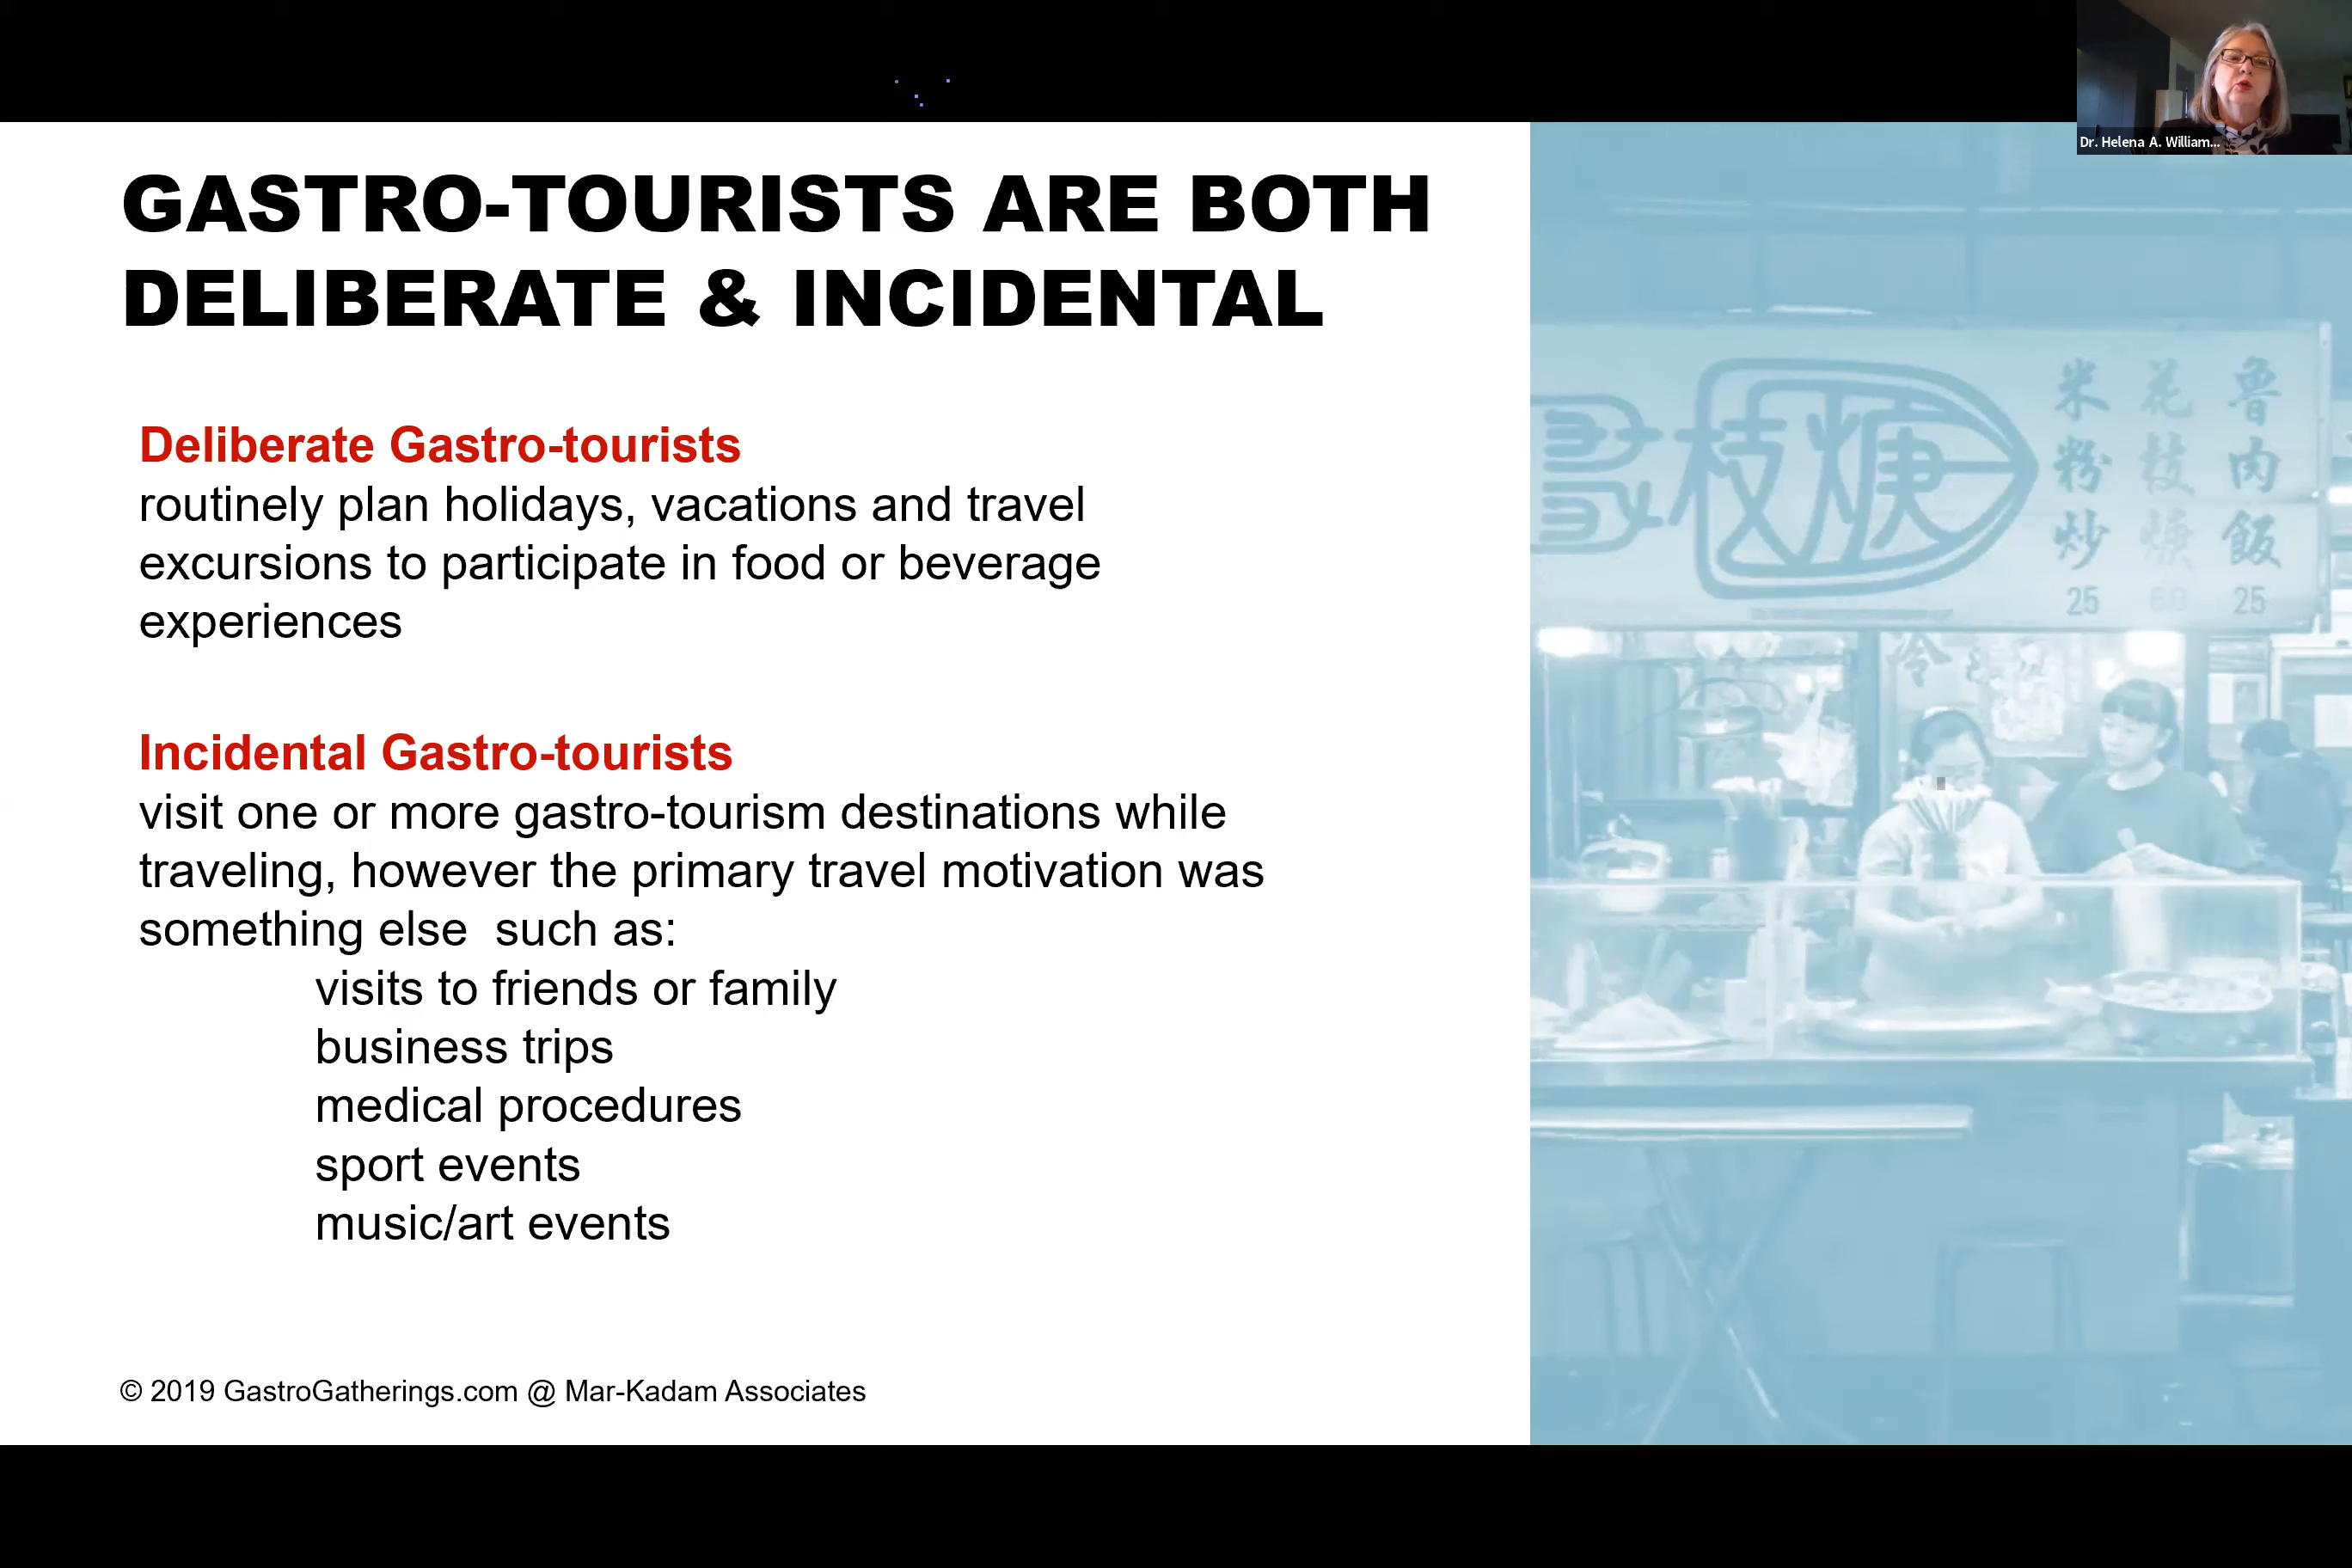 Dr. Helena A. William...
GASTRO-TOURISTS ARE BOTH
DELIBERATE & INCIDENTAL
Deliberate Gastro-tourists
routinely plan holidays, vacations and travel
excursions to participate in food or beverage
experiences
Incidental Gastro-tourists
visit one or more gastro-tourism destinations while
traveling, however the primary travel motivation was
something else  such as:
visits to friends or family
business trips
medical procedures
sport events
music/art events
© 2019 GastroGatherings.com @ Mar-Kadam Associates
枝焿
魯肉飯
25
花枝焿
60
米粉炒
25